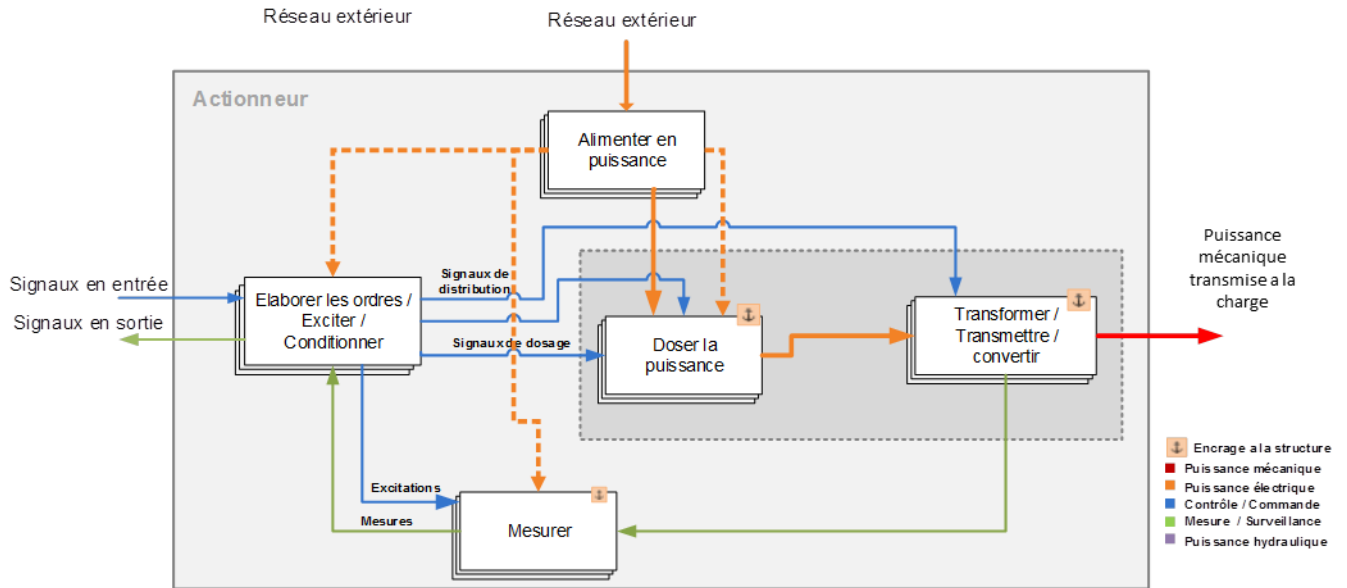 Réseau extérieur
Réseau extérieur
Actionneur
Alimenter en
puissance
Signaux en entrée
Signaux en sortie
Elaborer les ordres /
Exciter /
Conditionner
Signaux de
distribution
Signaux de dosage
Doser la
puissance
Transformer /
Transmettre /
convertir
Puissance
mécanique
transmise a la
charge
Excitations
Mesures
Mesurer
Encrage a la structure
Puissance mécanique
Puissance électrique
Contrôle / Commande
Mesure / Surveillance
Puissance hydraulique